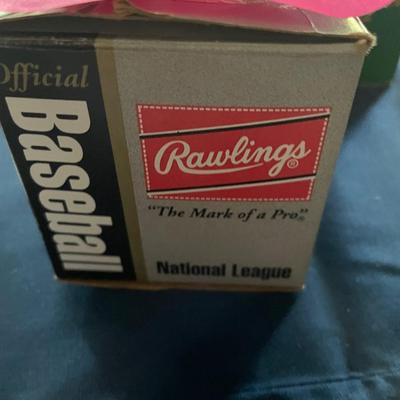 Official
Baseball
Rawlings®
"The Mark of a Pro"®
National League